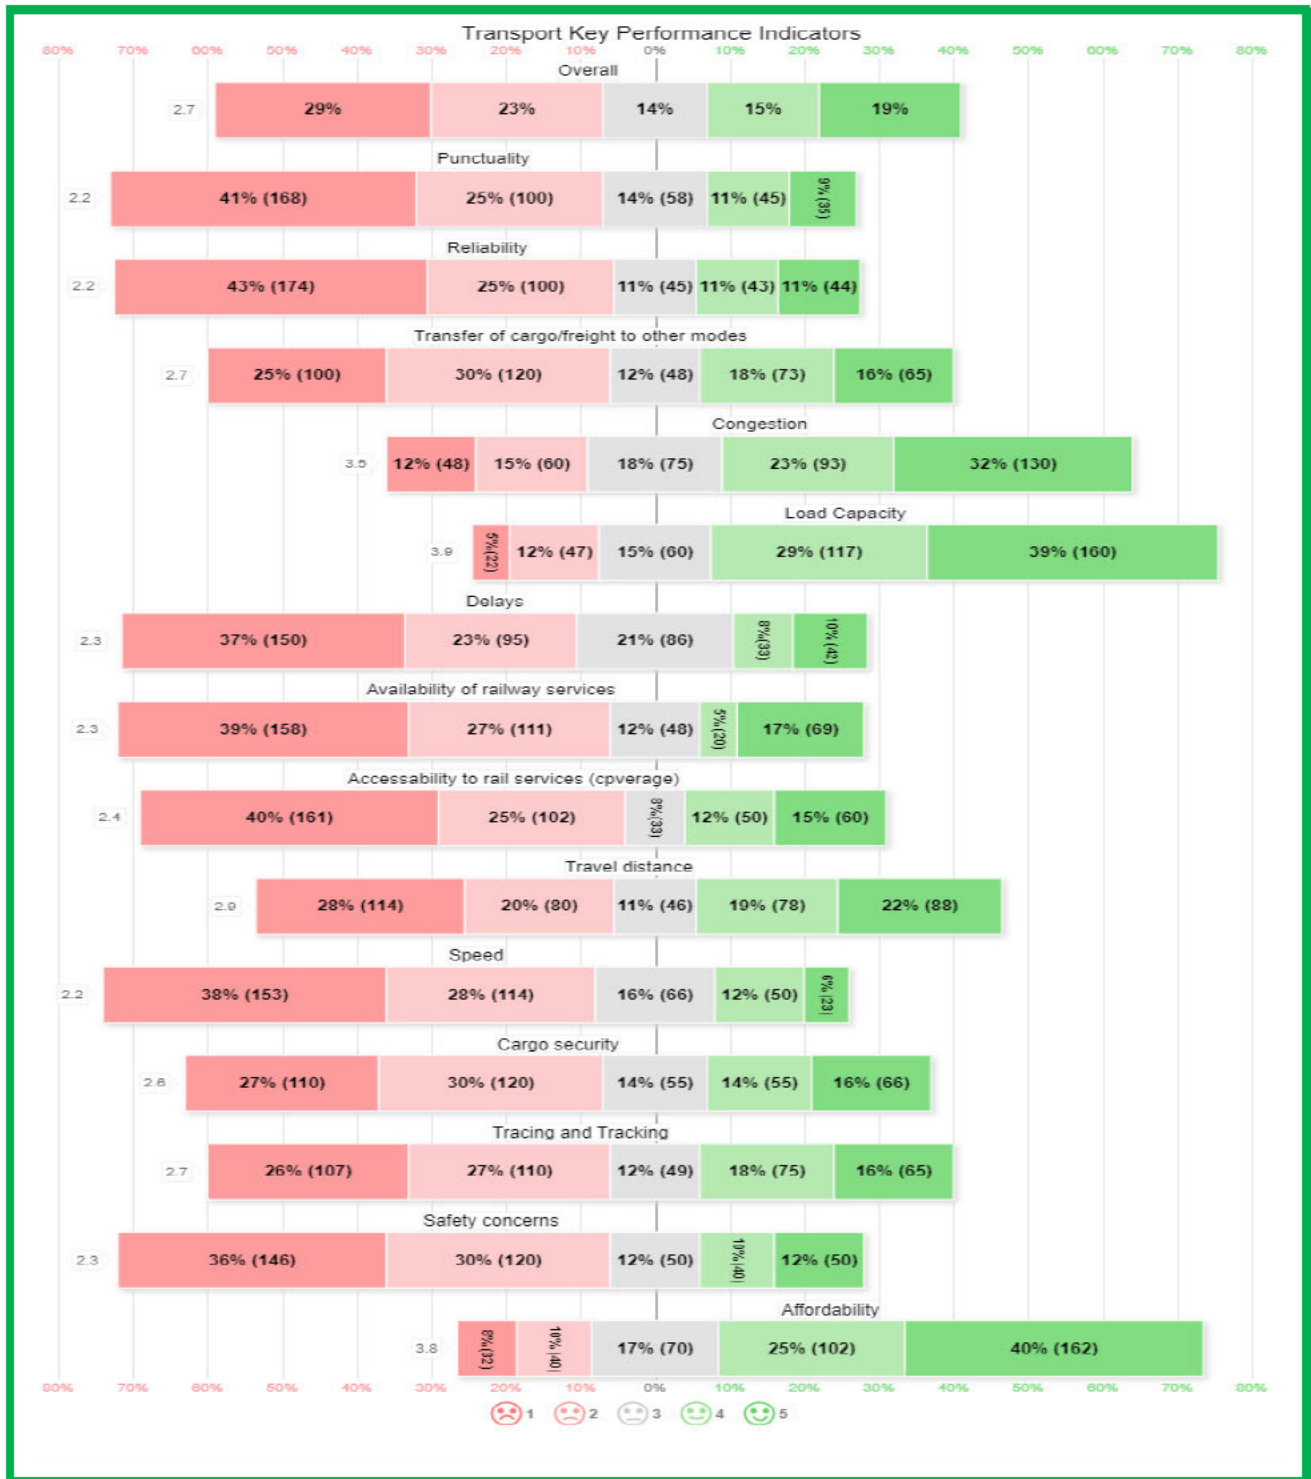 Transport Key Performance Indicators
80% 70% 60% 50% 40% 30% 20% 10% 0% 10% 20% 30% 40% 50% 60% 70% 80%
Overall
2.7 29% 23% 14% 15% 19%
Punctuality
2.2 41% (168) 25% (100) 14% (58) 11% (45) 9% (35)
Reliability
2.2 43% (174) 25% (100) 11% (45) 11% (43) 11% (44)
Transfer of cargo/freight to other modes
2.7 25% (100) 30% (120) 12% (48) 18% (73) 16% (65)
Congestion
3.5 12% (48) 15% (60) 18% (75) 23% (93) 32% (130)
Load Capacity
3.9 5%(22) 12% (47) 15% (60) 29% (117) 39% (160)
Delays
2.3 37% (150) 23% (95) 21% (86) 8%(33) 10% (42)
Availability of railway services
2.3 39% (158) 27% (111) 12% (48) 5% (20) 17% (69)
Accessability to rail services (cpverage)
2.4 40% (161) 25% (102) 8%(33) 12% (50) 15% (60)
Travel distance
2.9 28% (114) 20% (80) 11% (46) 19% (78) 22% (88)
Speed
2.2 38% (153) 28% (114) 16% (66) 12% (50) 6% |23|
Cargo security
2.6 27% (110) 30% (120) 14% (55) 14% (55) 16% (66)
Tracing and Tracking
2.7 26% (107) 27% (110) 12% (49) 18% (75) 16% (65)
Safety concerns
2.3 36% (146) 30% (120) 12% (50) 10% |40| 12% (50)
Affordability
3.8 8%(32) 10% |40| 17% (70) 25% (102) 40% (162)
80% 70% 60% 50% 40% 30% 20% 10% 0% 10% 20% 30% 40% 50% 60% 70% 80%
1 2 3 4 5